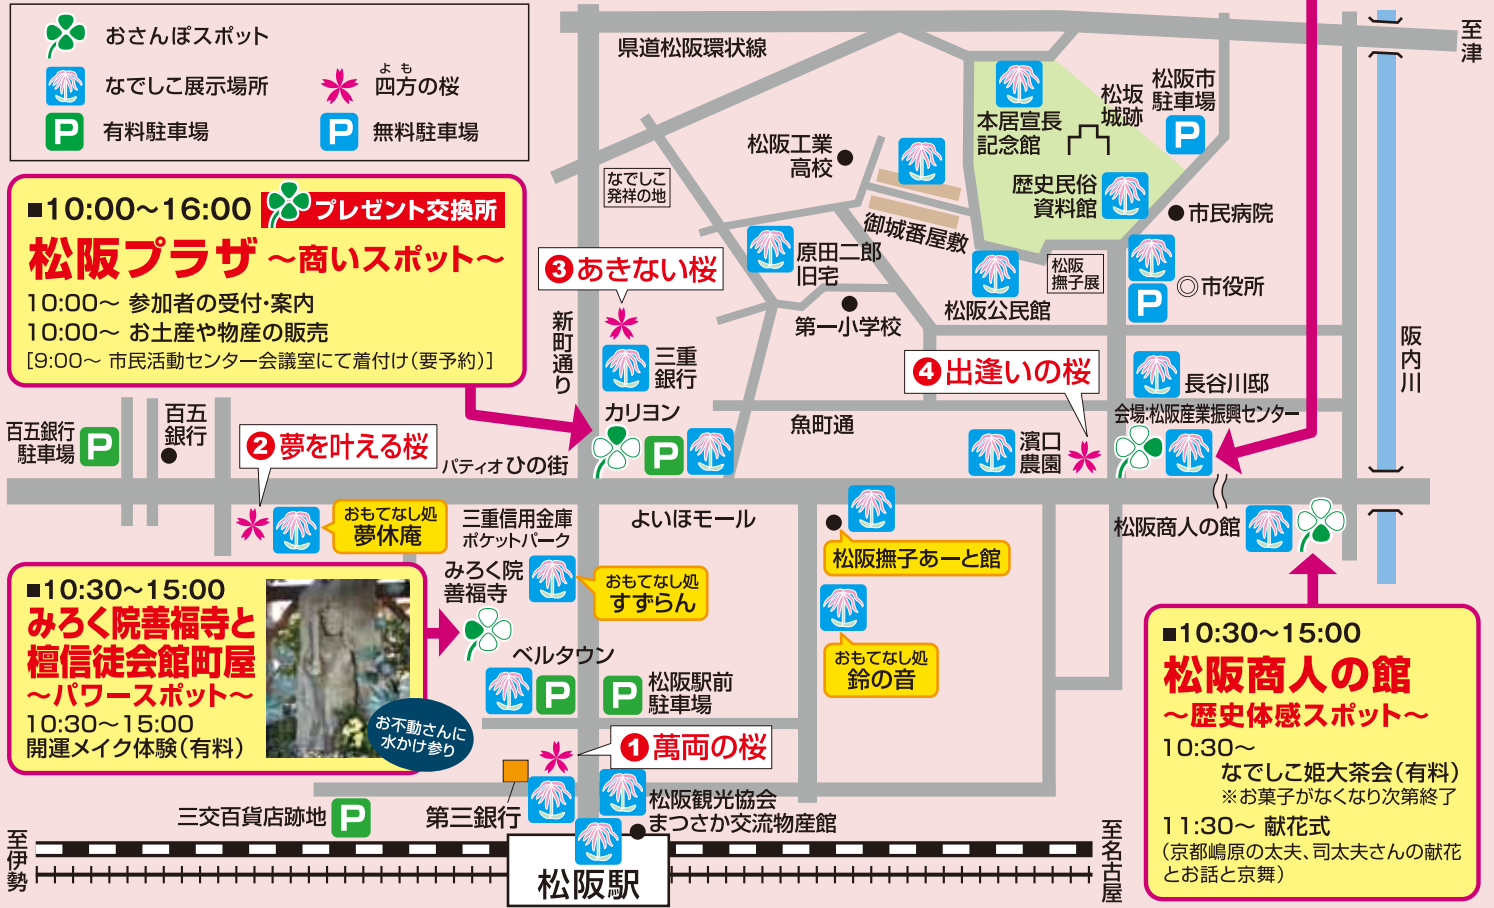 おさんぽスポット
なでしこ展示場所
よも
四方の桜
P 有料駐車場
P 無料駐車場
■10:00～16:00 プレゼント交換所
松阪プラザ ～商いスポット～
10:00～ 参加者の受付・案内
10:00～ お土産や物産の販売
[9:00～ 市民活動センター会議室にて着付け(要予約)]
県道松阪環状線
至津
なでしこ
発祥の地
松阪工業
高校
本居宣長
記念館
松坂
城跡
松阪市
駐車場
P
歴史民俗
資料館
市民病院
御城番屋敷
原田二郎
旧宅
松阪公民館
松阪
撫子展
P
◎市役所
第一小学校
阪内川
❸あきない桜
新町通り
三重
銀行
カリヨン
P
パティオひの街
魚町通
❹出逢いの桜
長谷川邸
会場・松阪産業振興センター
濱口
農園
百五銀行
駐車場
P
百五
銀行
❷夢を叶える桜
おもてなし処
夢休庵
三重信用金庫
ポケットパーク
よいほモール
松阪撫子あーと館
松阪商人の館
みろく院
善福寺
おもてなし処
すずらん
おもてなし処
鈴の音
■10:30～15:00
みろく院善福寺と
檀信徒会館町屋
～パワースポット～
10:30～15:00
開運メイク体験(有料)
お不動さんに
水かけ参り
ベルタウン
P
P
松阪駅前
駐車場
❶萬両の桜
第三銀行
松阪観光協会
まつさか交流物産館
三交百貨店跡地 P
至伊勢
松阪駅
至名古屋
■10:30～15:00
松阪商人の館
～歴史体感スポット～
10:30～
なでしこ姫大茶会(有料)
※お菓子がなくなり次第終了
11:30～ 献花式
(京都嶋原の太夫、司太夫さんの献花
とお話と京舞)